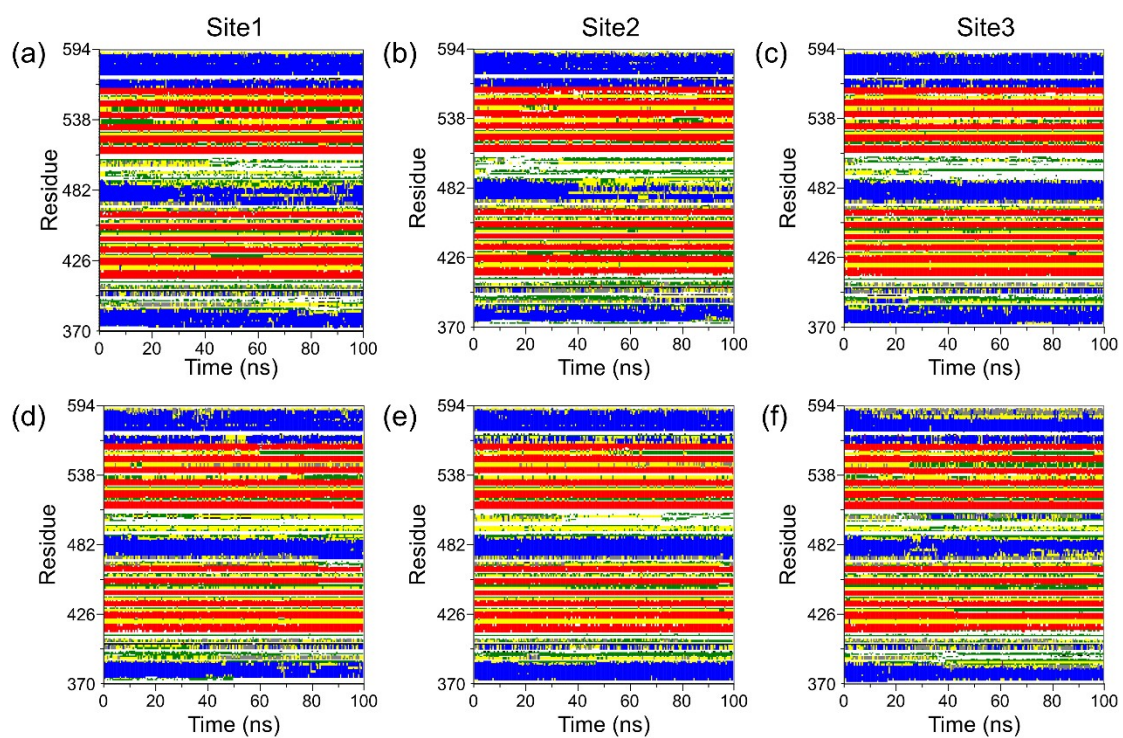 Site1 Site2 Site3
(a) (b) (c)
594 594 594
538 538 538
Residue Residue Residue
482 482 482
426 426 426
370 370 370
0 20 40 60 80 100 0 20 40 60 80 100 0 20 40 60 80 100
Time (ns) Time (ns) Time (ns)
(d) (e) (f)
594 594 594
538 538 538
Residue Residue Residue
482 482 482
426 426 426
370 370 370
0 20 40 60 80 100 0 20 40 60 80 100 0 20 40 60 80 100
Time (ns) Time (ns) Time (ns)